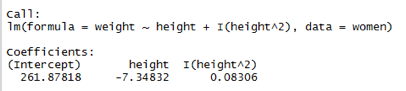 Call:
lm(formula = weight ~ height + I(height^2), data = women)
Coefficients:
(Intercept) height I(height^2)
261.87818 -7.34832 0.08306